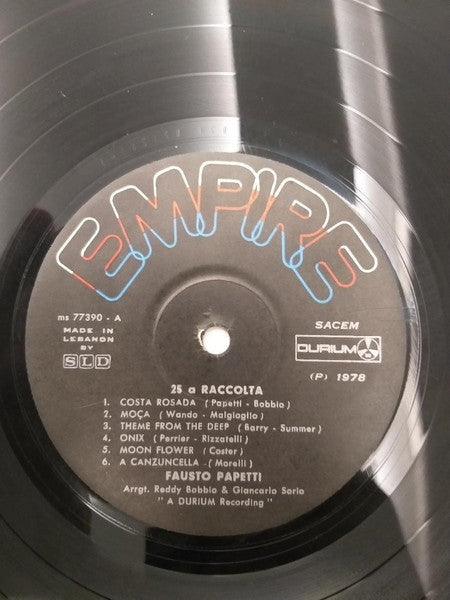 EMPIRE
ms 77390 - A
MADE IN
LEBANON
BY
SLD
SACEM
DURIUM
(P) 1978
25 a RACCOLTA
1. COSTA ROSADA (Papetti - Bobbio)
2. MOÇA (Wando - Malgioglio)
3. THEME FROM THE DEEP (Barry - Summer)
4. ONIX (Perrier - Rizzatelli)
5. MOON FLOWER (Coster)
6. A CANZUNCELLA (Morelli)
FAUSTO PAPETTI
Arrgt. Reddy Bobbio & Giancarlo Soria
" A DURIUM Recording "